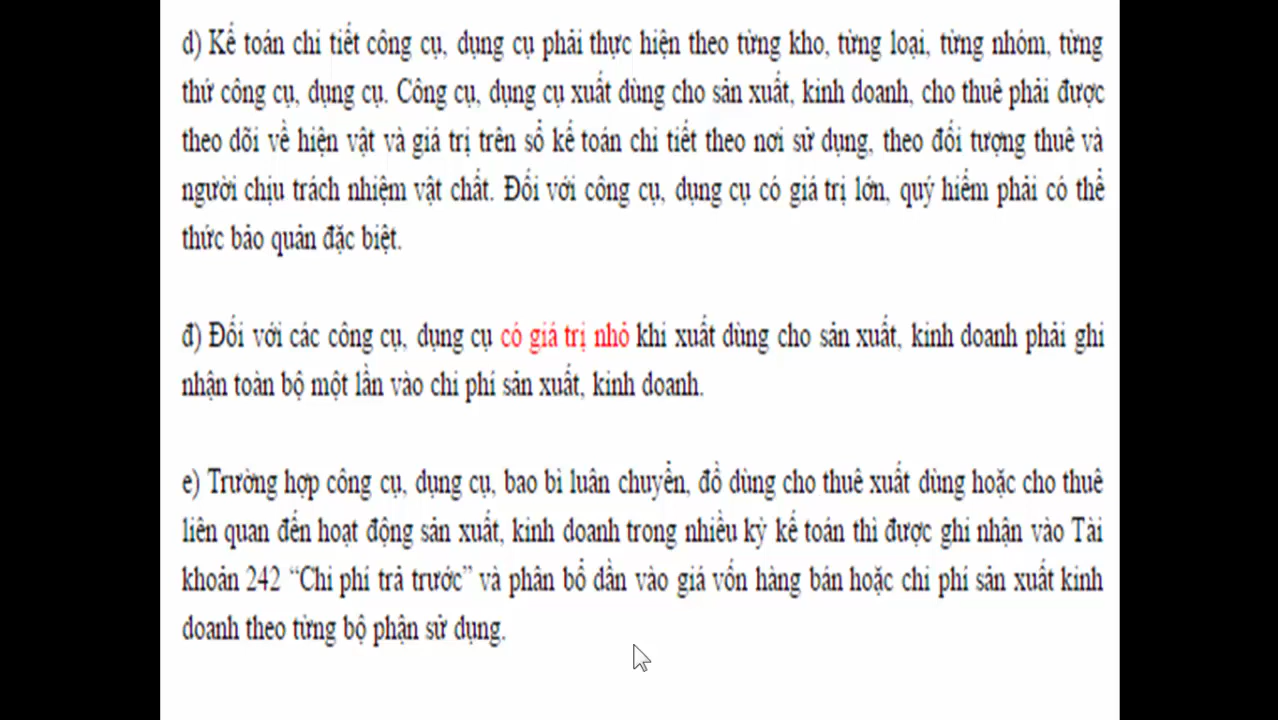 d) Kế toán chi tiết công cụ, dụng cụ phải thực hiện theo từng kho, từng loại, từng nhóm, từng
thứ công cụ, dụng cụ. Công cụ, dụng cụ xuất dùng cho sản xuất, kinh doanh, cho thuê phải được
theo dõi về hiện vật và giá trị trên sổ kế toán chi tiết theo nơi sử dụng, theo đối tượng thuê và
người chịu trách nhiệm vật chất. Đối với công cụ, dụng cụ có giá trị lớn, quý hiếm phải có thể
thức bảo quản đặc biệt.
đ) Đối với các công cụ, dụng cụ có giá trị nhỏ khi xuất dùng cho sản xuất, kinh doanh phải ghi
nhận toàn bộ một lần vào chi phí sản xuất, kinh doanh.
e) Trường hợp công cụ, dụng cụ, bao bì luân chuyển, đồ dùng cho thuê xuất dùng hoặc cho thuê
liên quan đến hoạt động sản xuất, kinh doanh trong nhiều kỳ kế toán thì được ghi nhận vào Tài
khoản 242 “Chi phí trả trước” và phân bổ dần vào giá vốn hàng bán hoặc chi phí sản xuất kinh
doanh theo từng bộ phận sử dụng.